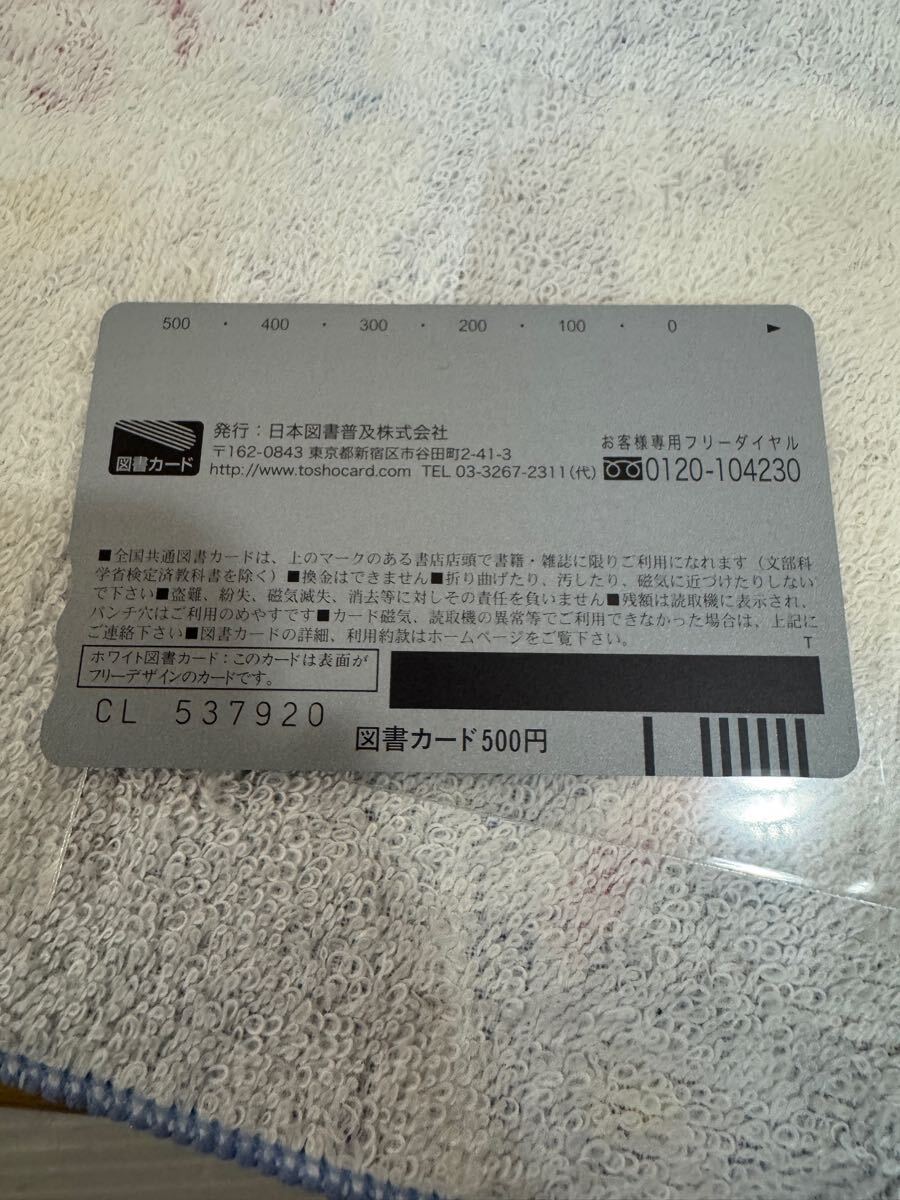 500 ・ 400 ・ 300 ・ 200 ・ 100 ・ 0 ►
図書カード
発行：日本図書普及株式会社
〒162-0843 東京都新宿区市谷田町2-41-3
http://www.toshocard.com TEL 03-3267-2311(代)
お客様専用フリーダイヤル
0120-104230
■全国共通図書カードは、上のマークのある書店店頭で書籍・雑誌に限りご利用になれます（文部科
学省検定済教科書を除く）■換金はできません■折り曲げたり、汚したり、磁気に近づけたりしない
で下さい■盗難、紛失、磁気減失、消去等に対しその責任を負いません■残額は読取機に表示され、
パンチ穴はご利用のめやすです■カード磁気、読取機の異常等でご利用できなかった場合は、上記に
ご連絡下さい■図書カードの詳細、利用約款はホームページをご覧下さい。
T
ホワイト図書カード：このカードは表面が
フリーデザインのカードです。
CL 537920
図書カード500円